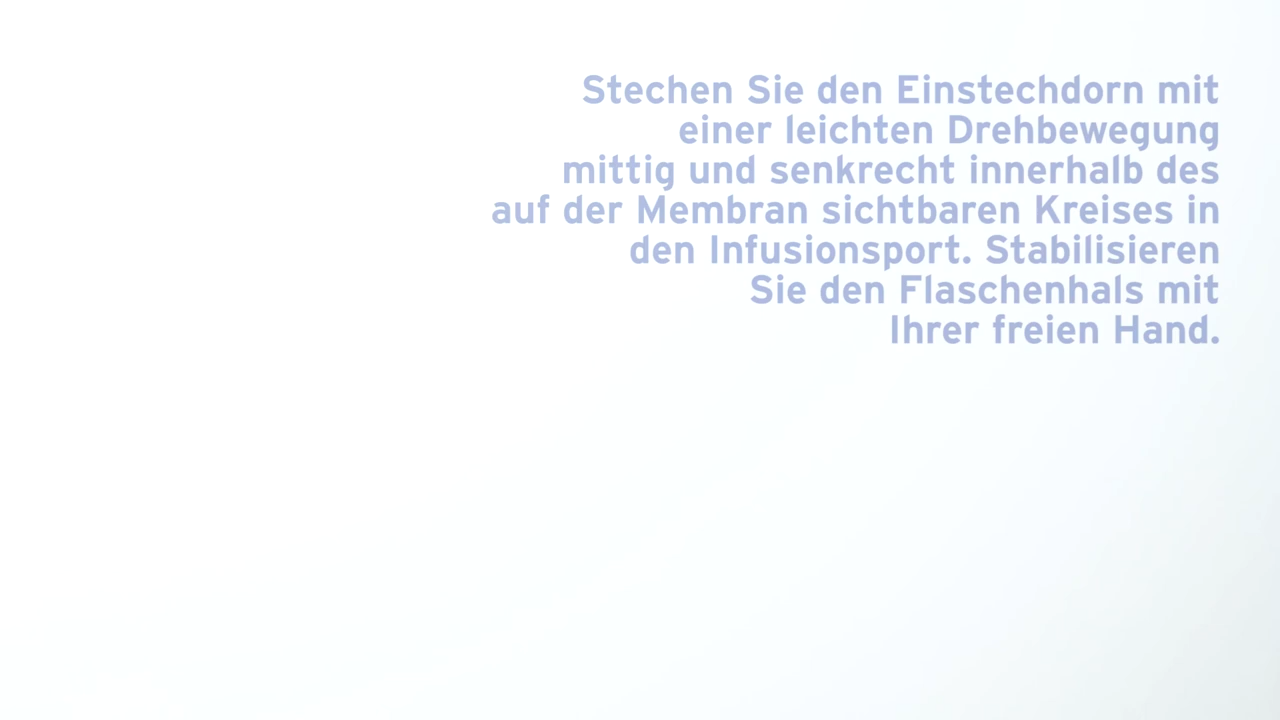 Stechen Sie den Einstechdorn mit
einer leichten Drehbewegung
mittig und senkrecht innerhalb des
auf der Membran sichtbaren Kreises in
den Infusionsport. Stabilisieren
Sie den Flaschenhals mit
Ihrer freien Hand.